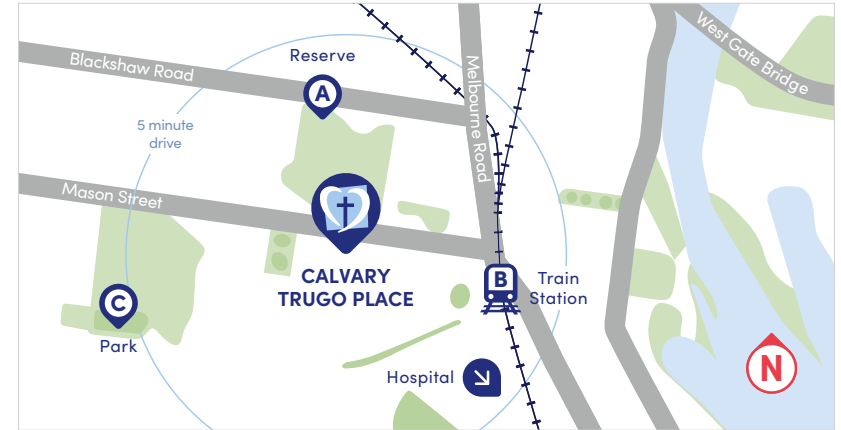 Reserve
Blackshaw Road
A
Melbourne Road
West Gate Bridge
5 minute
drive
Mason Street
CALVARY
TRUGO PLACE
B
Train
Station
C
Park
Hospital
N